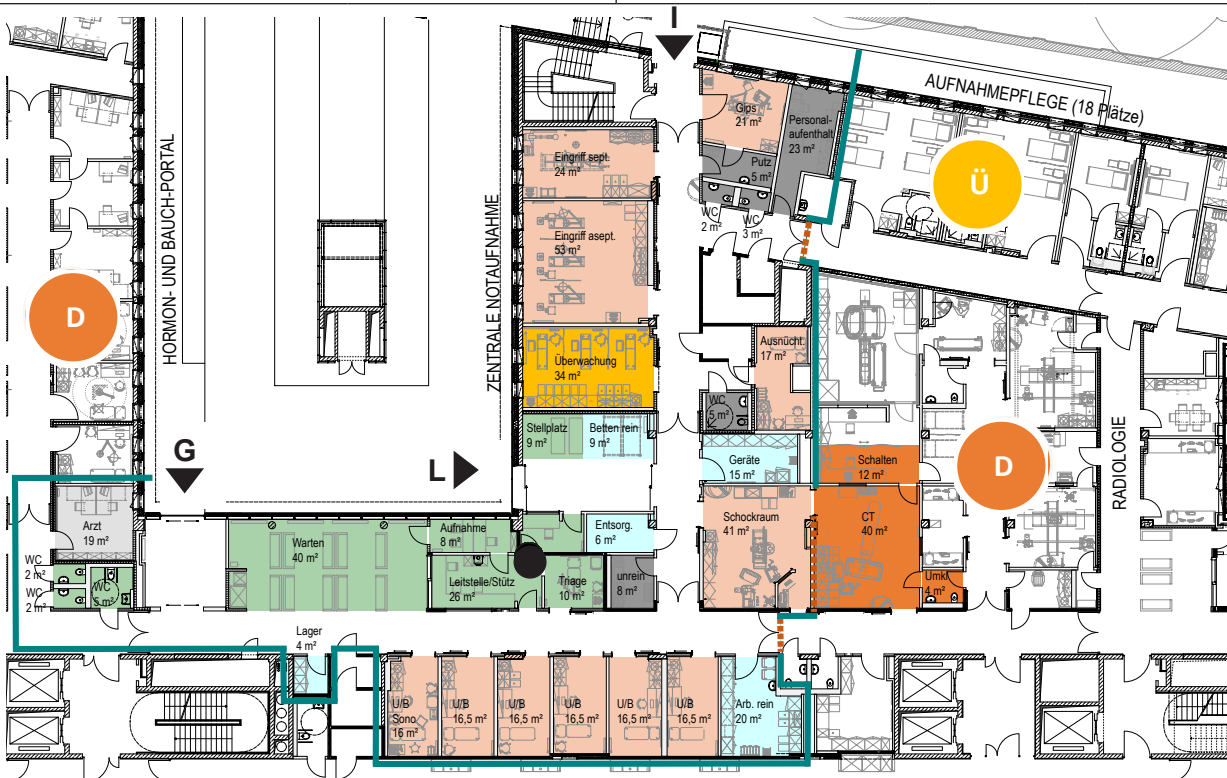 I
AUFNAHMEPFLEGE (18 Plätze)
Gips
21 m²
Personal-
aufenthalt
23 m²
Putz
5 m²
WC
2 m²
WC
3 m²
Ü
Eingriff sept.
24 m²
Eingriff asept.
53 m²
HORMON- UND BAUCH-PORTAL
ZENTRALE NOTAUFNAHME
D
Überwachung
34 m²
Ausnücht.
17 m²
WC
5 m²
Stellplatz
9 m²
Betten rein
9 m²
Geräte
15 m²
Schalten
12 m²
D
RADIOLOGIE
G
L
Arzt
19 m²
Warten
40 m²
Aufnahme
8 m²
Entsorg.
6 m²
Schockraum
41 m²
CT
40 m²
WC
2 m²
WC
2 m²
WC
5 m²
Leitstelle/Stütz
26 m²
Triage
10 m²
unrein
8 m²
Umkl.
4 m²
Lager
4 m²
U/B
Sono
16 m²
U/B
16,5 m²
U/B
16,5 m²
U/B
16,5 m²
U/B
16,5 m²
U/B
16,5 m²
Arb. rein
20 m²